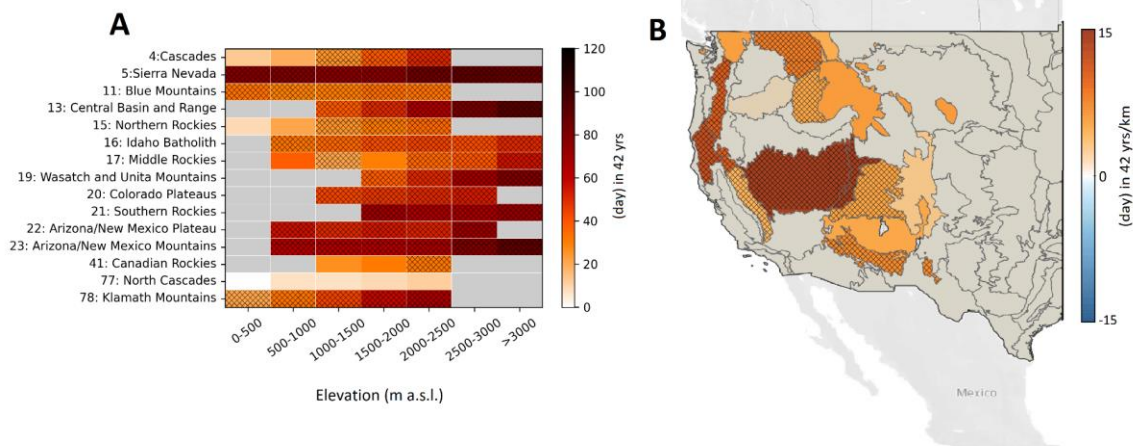 A
4:Cascades
5:Sierra Nevada
11: Blue Mountains
13: Central Basin and Range
15: Northern Rockies
16: Idaho Batholith
17: Middle Rockies
19: Wasatch and Unita Mountains
20: Colorado Plateaus
21: Southern Rockies
22: Arizona/New Mexico Plateau
23: Arizona/New Mexico Mountains
41: Canadian Rockies
77: North Cascades
78: Klamath Mountains
0-500
500-1000
1000-1500
1500-2000
2000-2500
2500-3000
>3000
Elevation (m a.s.l.)
120
100
80
60
40
20
0
(day) in 42 yrs
B
15
0
-15
(day) in 42 yrs/km
Mexico